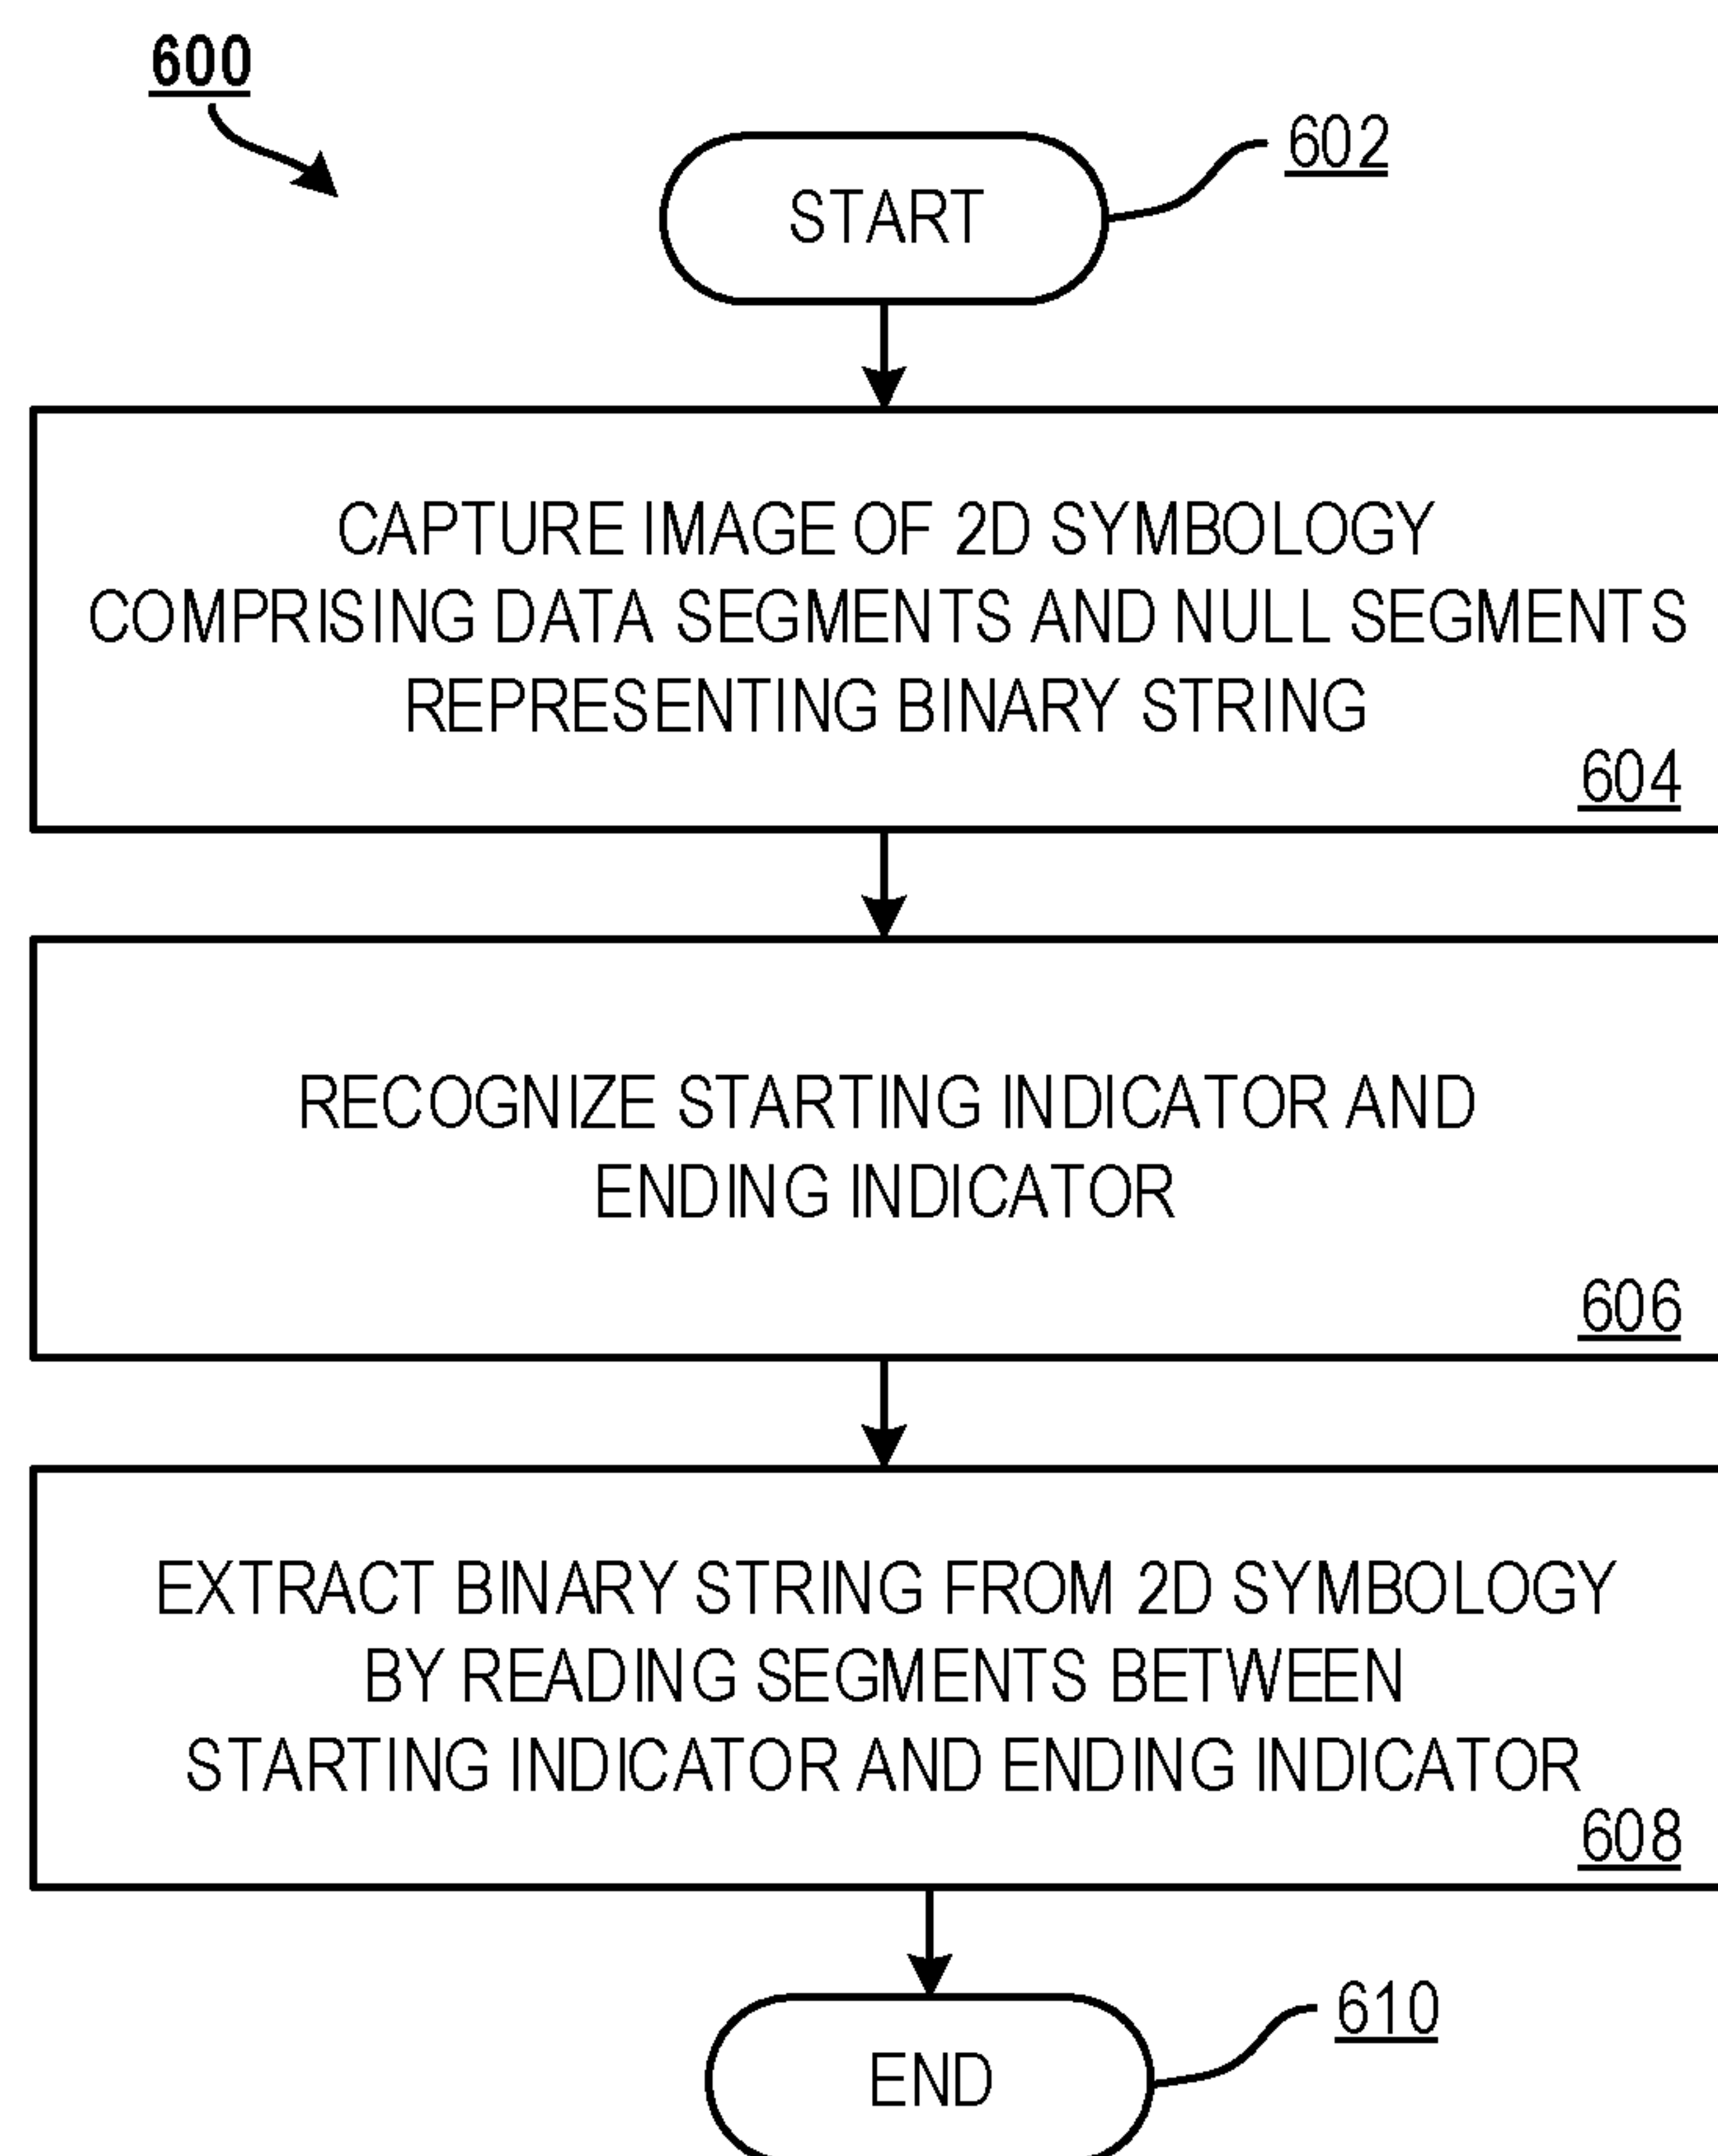 600
602
START
CAPTURE IMAGE OF 2D SYMBOLOGY
COMPRISING DATA SEGMENTS AND NULL SEGMENTS
REPRESENTING BINARY STRING
604
RECOGNIZE STARTING INDICATOR AND
ENDING INDICATOR
606
EXTRACT BINARY STRING FROM 2D SYMBOLOGY
BY READING SEGMENTS BETWEEN
STARTING INDICATOR AND ENDING INDICATOR
608
610
END